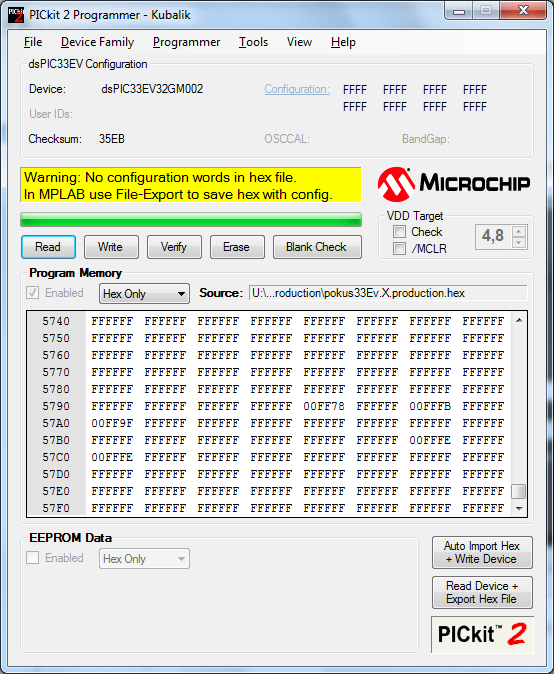 PICkit 2 Programmer - Kubalik
File Device Family Programmer Tools View Help
dsPIC33EV Configuration
Device: dsPIC33EV32GM002 Configuration: FFFF FFFF FFFF FFFF
User IDs: FFFF FFFF FFFF FFFF
Checksum: 35EB OSCCAL: BandGap:
Warning: No configuration words in hex file.
In MPLAB use File-Export to save hex with config.
MICROCHIP
VDD Target
Check
/MCLR
4,8
Read Write Verify Erase Blank Check
Program Memory
Enabled Hex Only Source: U:\...roduction\pokus33Ev.X.production.hex
5740 FFFFFF FFFFFF FFFFFF FFFFFF FFFFFF FFFFFF FFFFFF FFFFFF
5750 FFFFFF FFFFFF FFFFFF FFFFFF FFFFFF FFFFFF FFFFFF FFFFFF
5760 FFFFFF FFFFFF FFFFFF FFFFFF FFFFFF FFFFFF FFFFFF FFFFFF
5770 FFFFFF FFFFFF FFFFFF FFFFFF FFFFFF FFFFFF FFFFFF FFFFFF
5780 FFFFFF FFFFFF FFFFFF FFFFFF FFFFFF FFFFFF FFFFFF FFFFFF
5790 FFFFFF FFFFFF FFFFFF FFFFFF 00FF78 FFFFFF 00FFFB FFFFFF
57A0 00FF9F FFFFFF FFFFFF FFFFFF FFFFFF FFFFFF FFFFFF FFFFFF
57B0 FFFFFF FFFFFF FFFFFF FFFFFF FFFFFF FFFFFF 00FFFE FFFFFF
57C0 00FFFE FFFFFF FFFFFF FFFFFF FFFFFF FFFFFF FFFFFF FFFFFF
57D0 FFFFFF FFFFFF FFFFFF FFFFFF FFFFFF FFFFFF FFFFFF FFFFFF
57E0 FFFFFF FFFFFF FFFFFF FFFFFF FFFFFF FFFFFF FFFFFF FFFFFF
57F0 FFFFFF FFFFFF FFFFFF FFFFFF FFFFFF FFFFFF FFFFFF FFFFFF
EEPROM Data
Enabled Hex Only
Auto Import Hex
+ Write Device
Read Device +
Export Hex File
PICkit™ 2